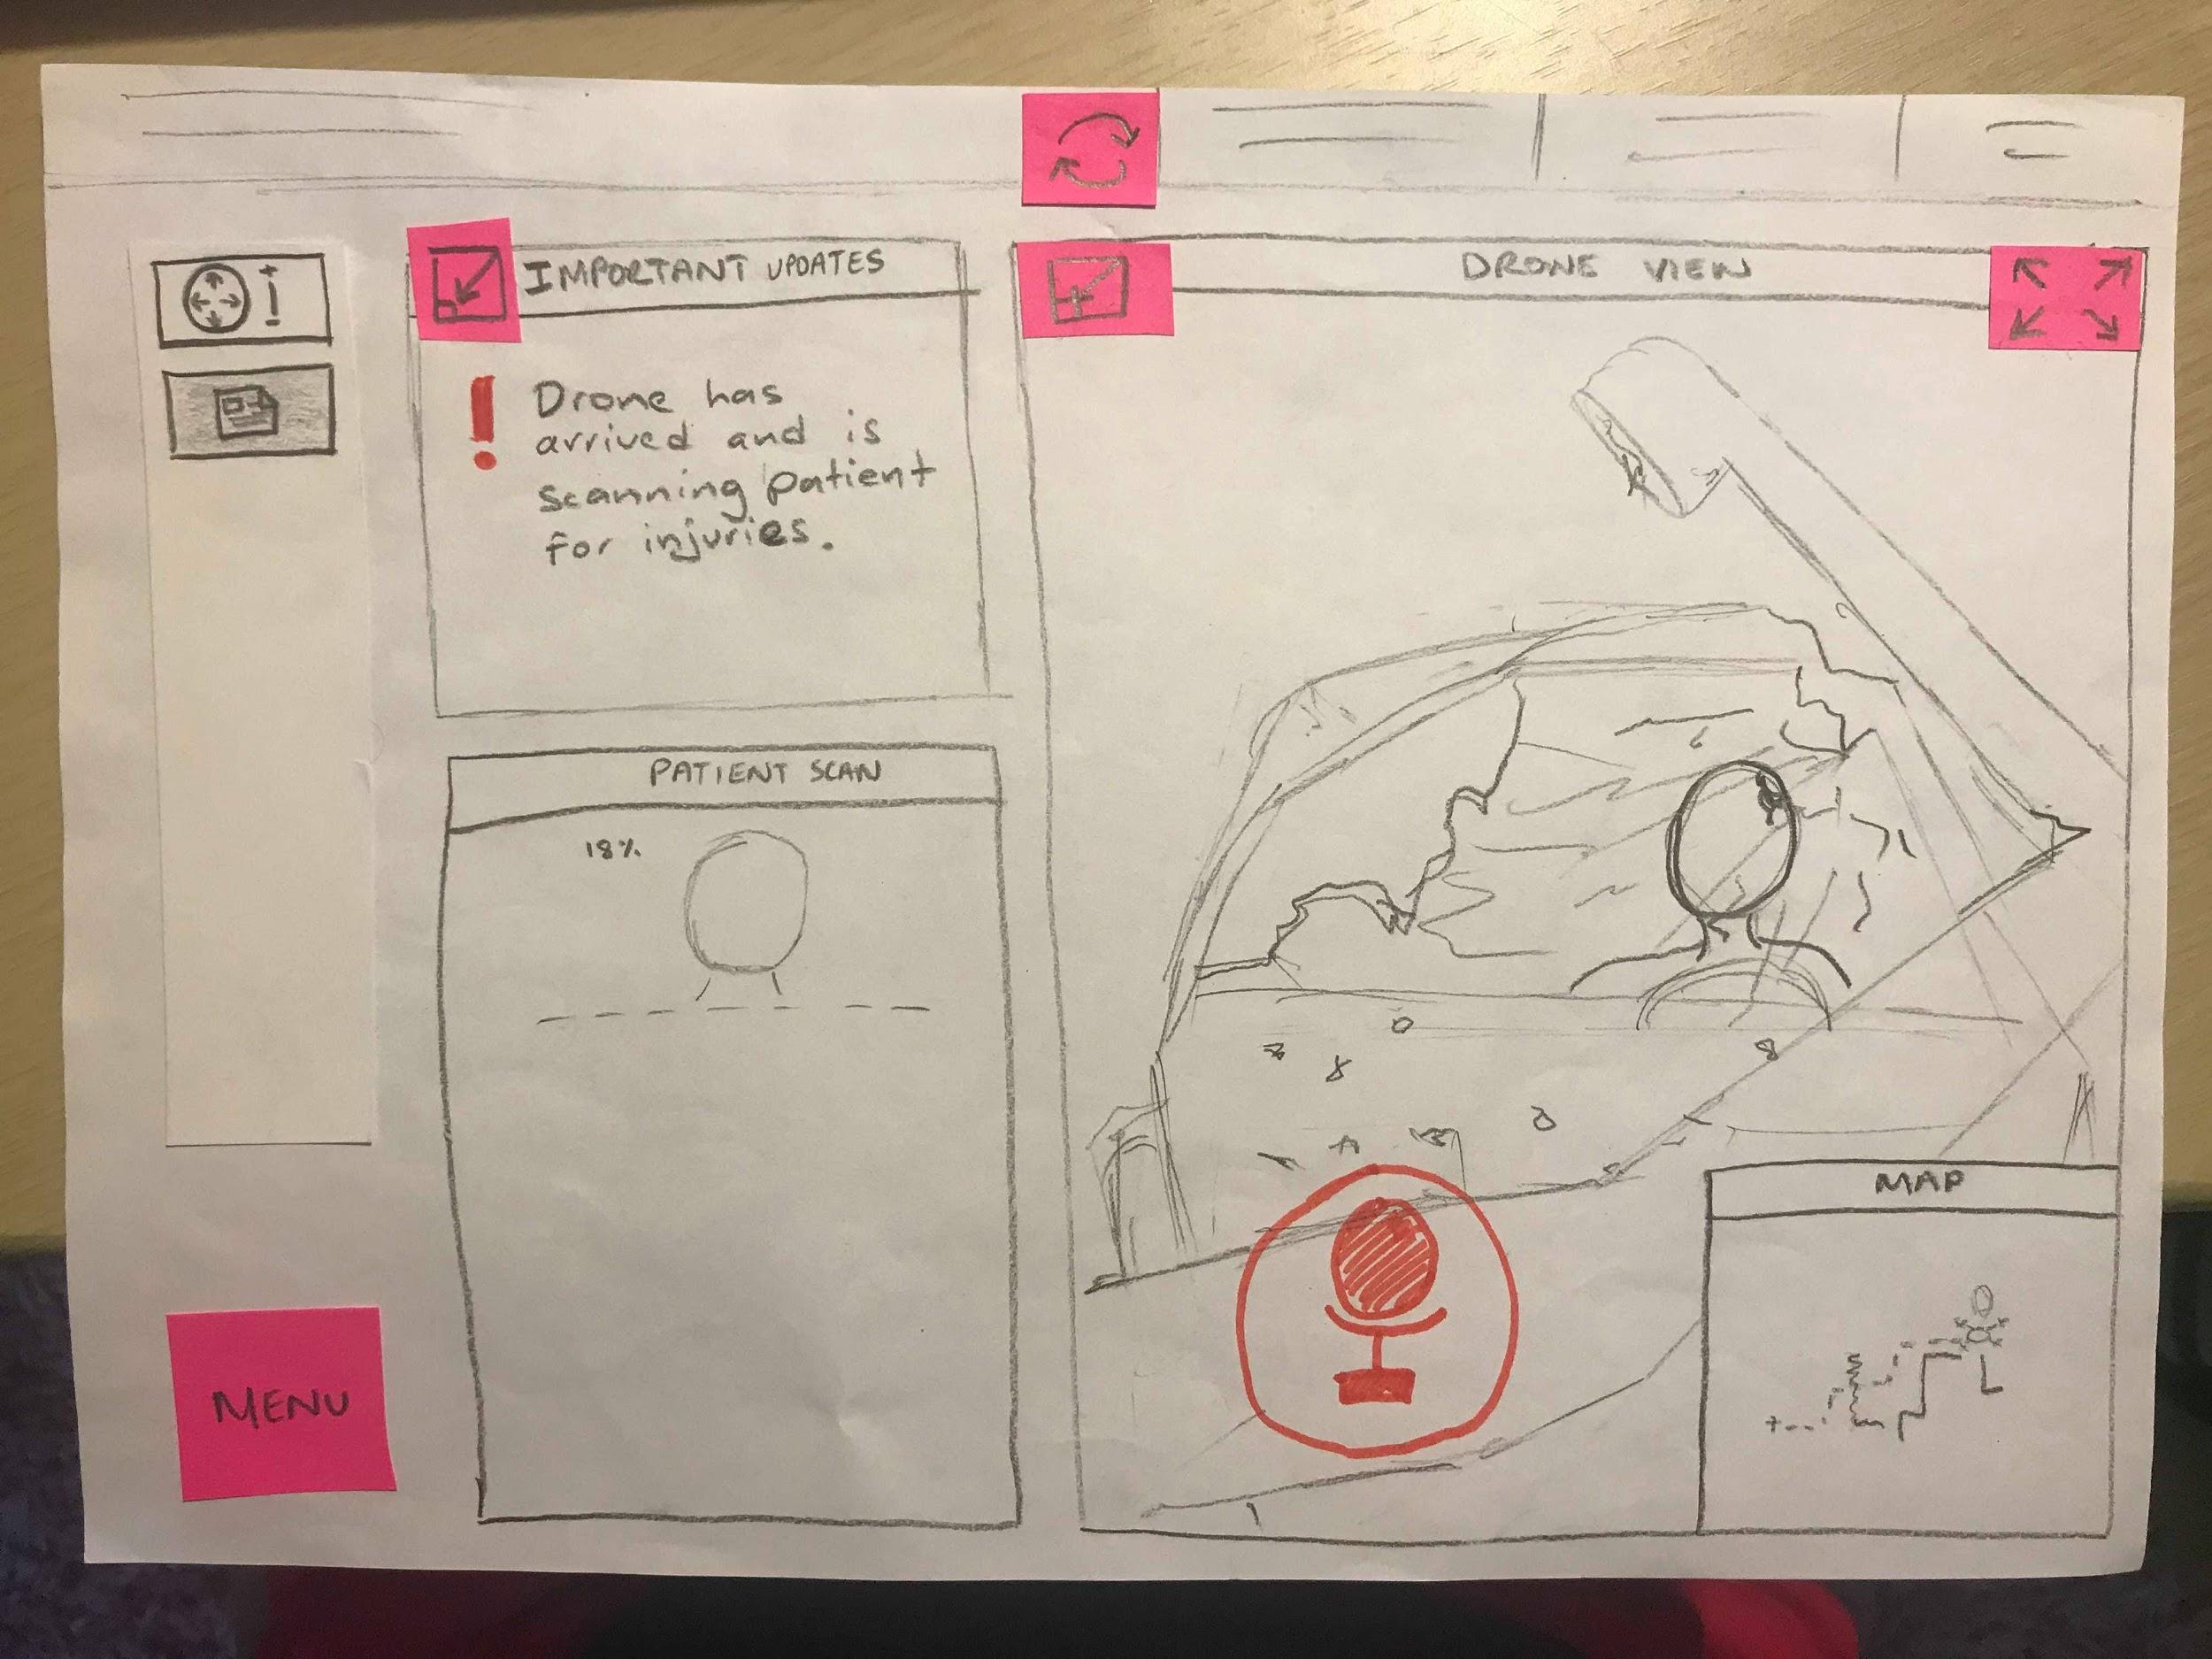 IMPORTANT UPDATES
! Drone has
arrived and is
scanning patient
for injuries.
DRONE VIEW
PATIENT SCAN
18%
MAP
MENU